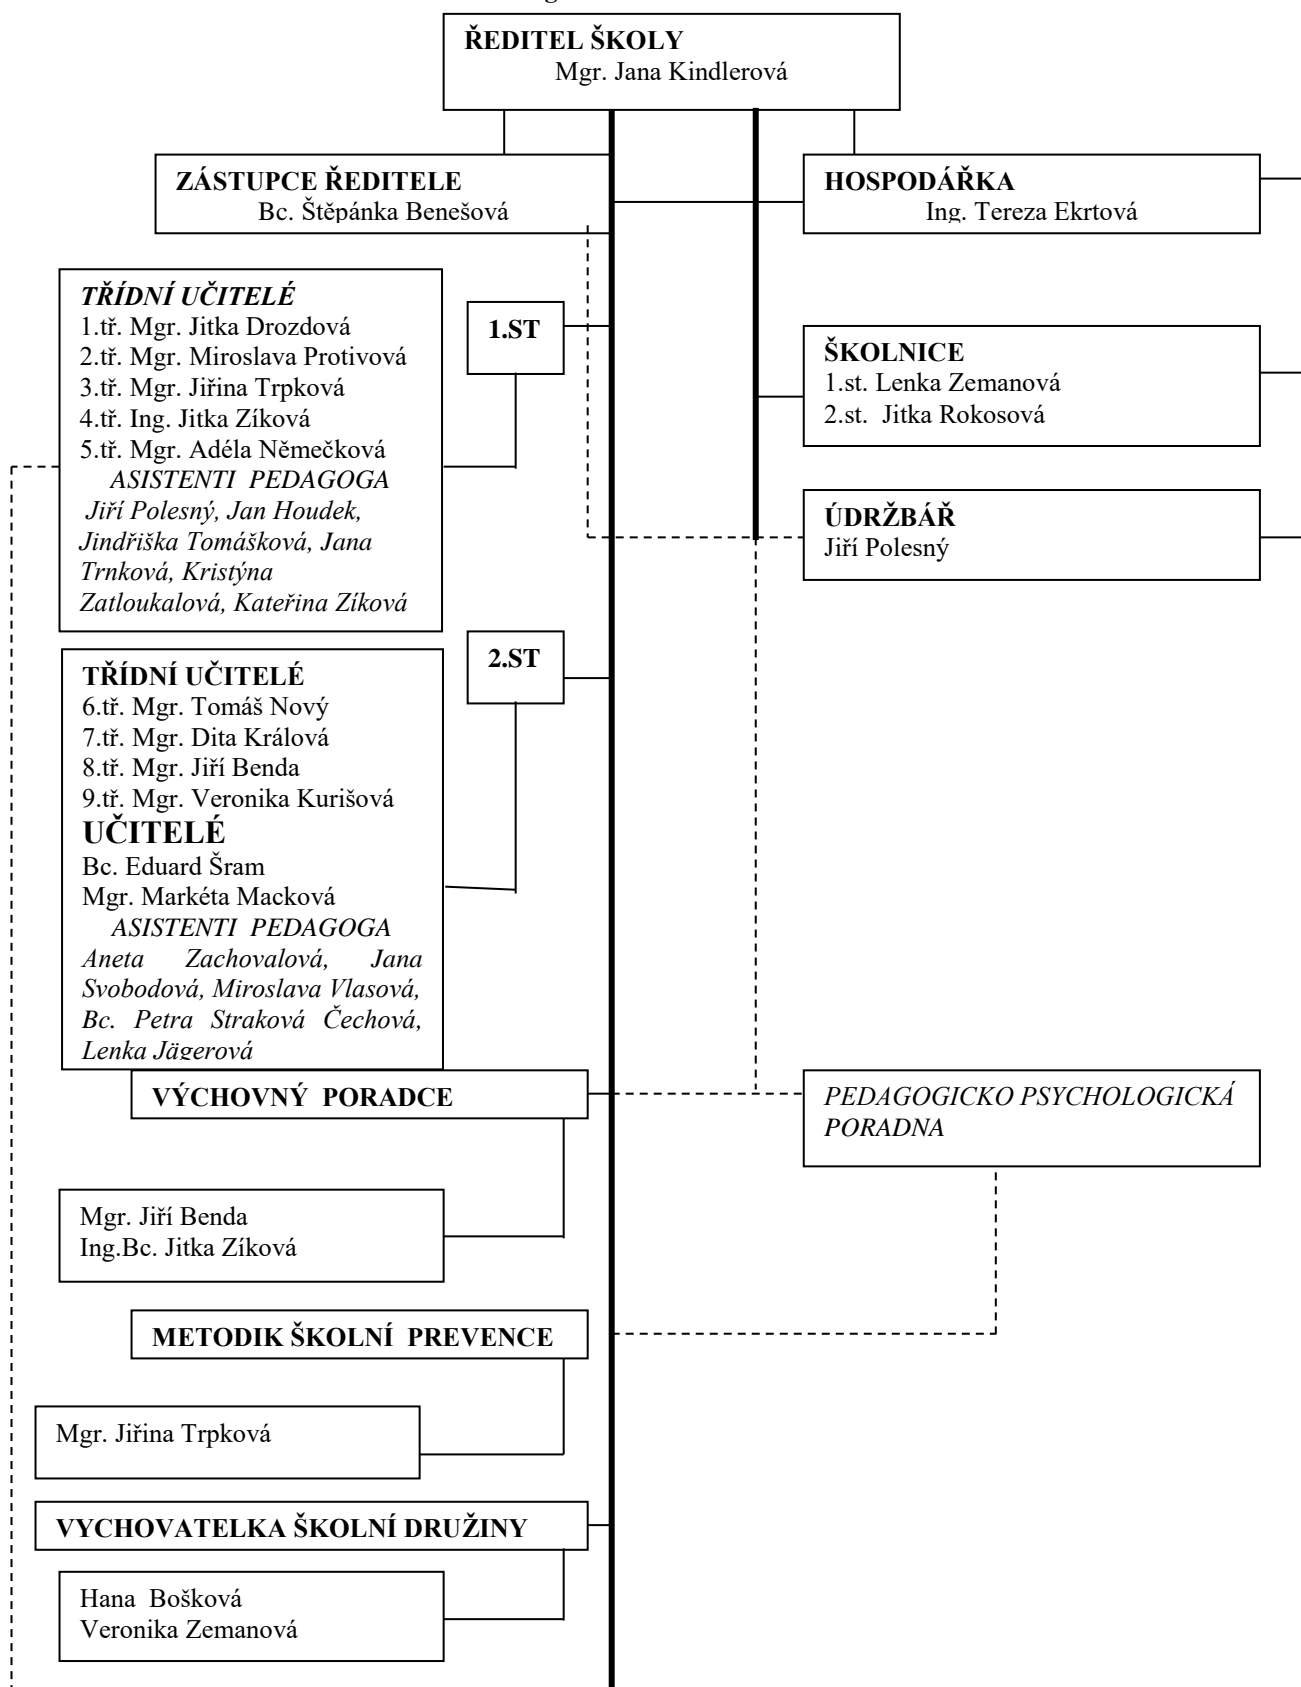 ŘEDITEL ŠKOLY
Mgr. Jana Kindlerová
ZÁSTUPCE ŘEDITELE
Bc. Štěpánka Benešová
HOSPODÁŘKA
Ing. Tereza Ekrtová
TŘÍDNÍ UČITELÉ
1.tř. Mgr. Jitka Drozdová
2.tř. Mgr. Miroslava Protivová
3.tř. Mgr. Jiřina Trpková
4.tř. Ing. Jitka Zíková
5.tř. Mgr. Adéla Němečková
ASISTENTI PEDAGOGA
Jiří Polesný, Jan Houdek,
Jindřiška Tomášková, Jana
Trnková, Kristýna
Zatloukalová, Kateřina Zíková
1.ST
ŠKOLNICE
1.st. Lenka Zemanová
2.st. Jitka Rokosová
ÚDRŽBÁŘ
Jiří Polesný
2.ST
TŘÍDNÍ UČITELÉ
6.tř. Mgr. Tomáš Nový
7.tř. Mgr. Dita Králová
8.tř. Mgr. Jiří Benda
9.tř. Mgr. Veronika Kurišová
UČITELÉ
Bc. Eduard Šram
Mgr. Markéta Macková
ASISTENTI PEDAGOGA
Aneta Zachovalová, Jana
Svobodová, Miroslava Vlasová,
Bc. Petra Straková Čechová,
Lenka Jägerová
VÝCHOVNÝ PORADCE
PEDAGOGICKO PSYCHOLOGICKÁ
PORADNA
Mgr. Jiří Benda
Ing.Bc. Jitka Zíková
METODIK ŠKOLNÍ PREVENCE
Mgr. Jiřina Trpková
VYCHOVATELKA ŠKOLNÍ DRUŽINY
Hana Bošková
Veronika Zemanová